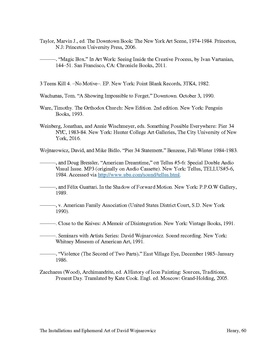 Taylor, Marvin J., ed. The Downtown Book: The New York Art Scene, 1974-1984. Princeton,
N.J. Princeton University Press, 2006.
———, "Magic Box." In Art Work: Seeing Inside the Creative Process, by Ivan Vartanian,
144–51. San Francisco, CA: Chronicle Books, 2011.
3 Teens Kill 4. –No Motive–. EP. New York: Point Blank Records, 3TK4, 1982.
Wachunas, Tom. "A Showing Impossible to Forget," Downtown. October 3, 1990.
Ware, Timothy. The Orthodox Church: New Edition. 2nd edition. New York: Penguin
Books, 1993.
Weinberg, Jonathan, and Annie Wischmeyer, eds. Something Possible Everywhere: Pier 34
NYC, 1983-84. New York: Hunter College Art Galleries, The City University of New
York, 2016.
Wojnarowicz, David, and Mike Bidlo. "Pier 34 Statement." Benzene, Fall/Winter 1984-1983
———, and Doug Bressler. "American Dreamtime," on Tellus #5-6: Special Double Audio
Visual Issue. MP3 (originally on Audio Cassette). New York: Tellus, TELLUS#5-6,
1984. Accessed via http://www.ubu.com/sound/tellus.html.
———, and Félix Guattari. In the Shadow of Forward Motion. New York: P.P.O.W Gallery,
1989.
———, v. American Family Association (United States District Court, S.D. New York
1990).
———. Close to the Knives: A Memoir of Disintegration. New York: Vintage Books, 1991.
———. Seminars with Artists Series: David Wojnarowicz. Sound recording. New York:
Whitney Museum of American Art, 1991.
———. "Violence (The Second of Two Parts)," East Village Eye, December 1985-January
1986.
Zacchaeus (Wood), Archimandrite, ed. A History of Icon Painting: Sources, Traditions,
Present Day. Translated by Kate Cook. Engl. ed. Moscow: Grand-Holding, 2005.
The Installations and Ephemeral Art of David Wojnarowicz Henry, 60